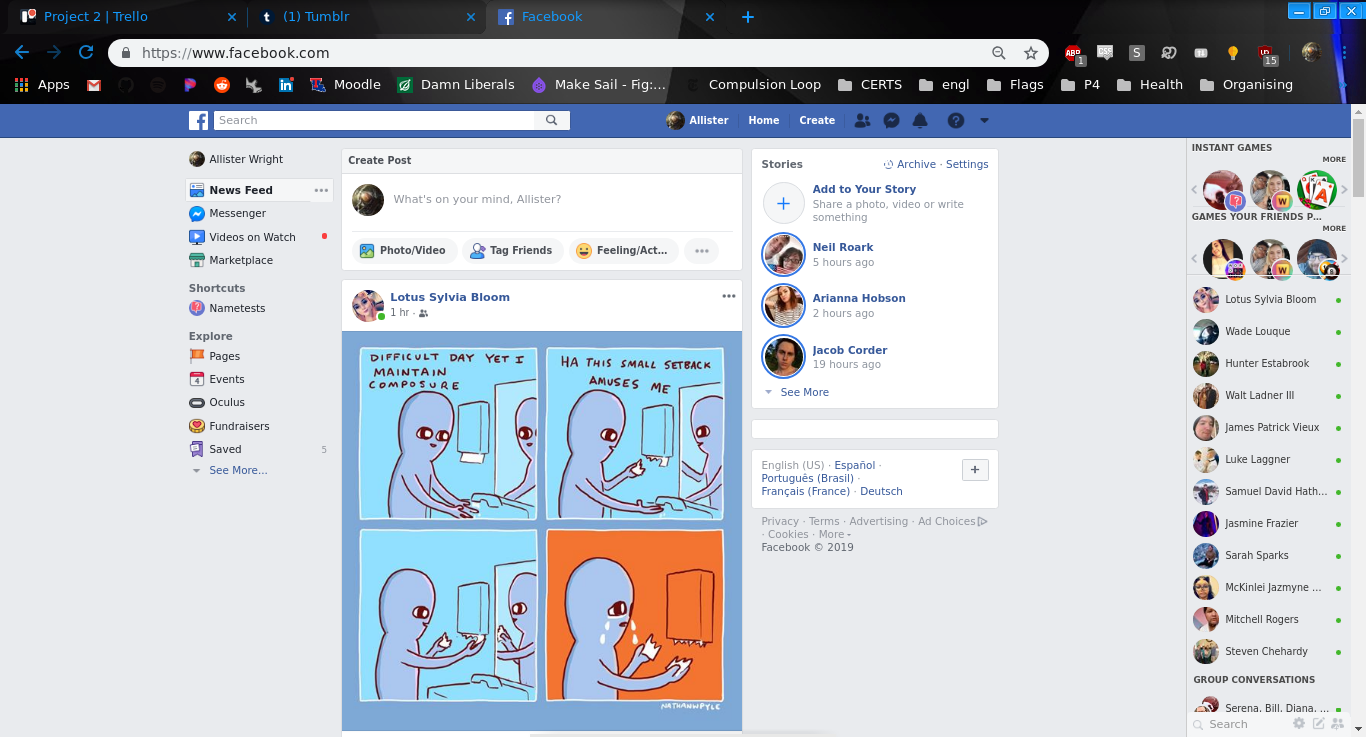 Project 2 | Trello
(1) Tumblr
Facebook
https://www.facebook.com
ABP
1
S
15
Apps
Moodle
Damn Liberals
Make Sail - Fig:...
Compulsion Loop
CERTS
engl
Flags
P4
Health
Organising
Search
Allister
Home
Create
Allister Wright
News Feed
Messenger
Videos on Watch
Marketplace
Shortcuts
Nametests
Explore
Pages
4
Events
Oculus
Fundraisers
Saved
5
See More...
Create Post
What's on your mind, Allister?
Photo/Video
Tag Friends
Feeling/Act...
Lotus Sylvia Bloom
1 hr ·
DIFFICULT DAY YET I
MAINTAIN
COMPOSURE
HA THIS SMALL SETBACK
AMUSES ME
NATHANWPYLE
Stories
Archive · Settings
Add to Your Story
Share a photo, video or write
something
Neil Roark
5 hours ago
Arianna Hobson
2 hours ago
Jacob Corder
19 hours ago
See More
English (US) · Español ·
Português (Brasil) ·
Français (France) · Deutsch
Privacy · Terms · Advertising · Ad Choices
· Cookies · More
Facebook © 2019
INSTANT GAMES
MORE
GAMES YOUR FRIENDS P...
MORE
Lotus Sylvia Bloom
Wade Louque
Hunter Estabrook
Walt Ladner III
James Patrick Vieux
Luke Laggner
Samuel David Hath...
Jasmine Frazier
Sarah Sparks
McKinlei Jazmyne ...
Mitchell Rogers
Steven Chehardy
GROUP CONVERSATIONS
Serena, Bill, Diana, ...
Search